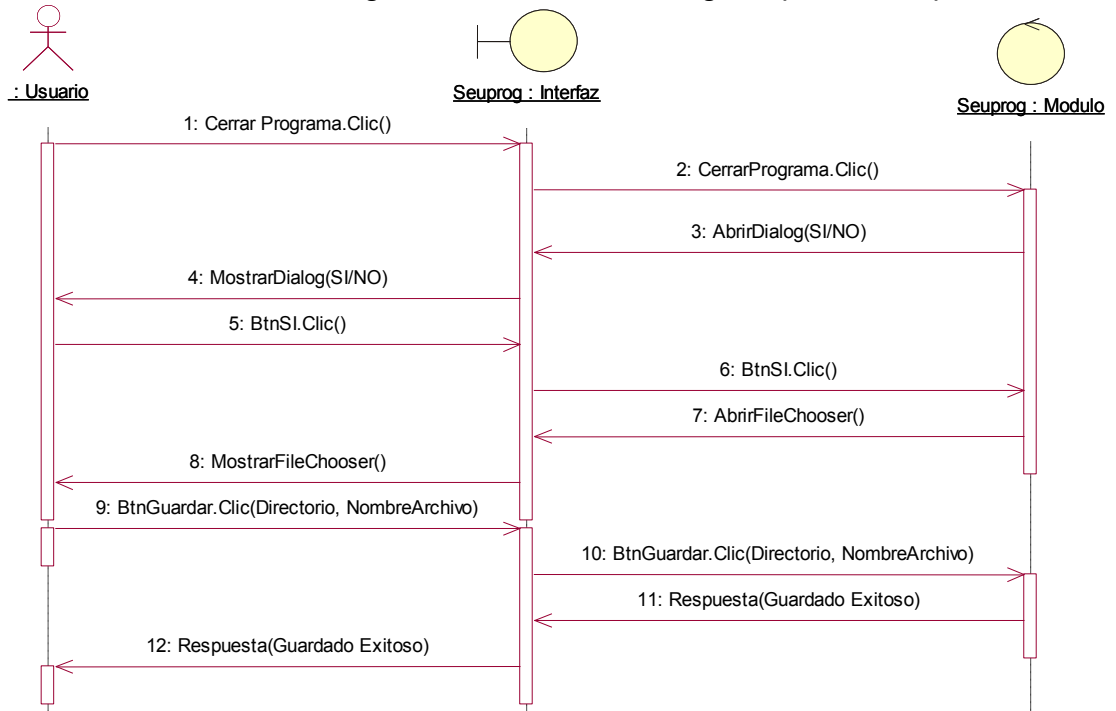 : Usuario
Seuprog : Interfaz
Seuprog : Modulo
1: Cerrar Programa.Clic()
2: CerrarPrograma.Clic()
3: AbrirDialog(SI/NO)
4: MostrarDialog(SI/NO)
5: BtnSI.Clic()
6: BtnSI.Clic()
7: AbrirFileChooser()
8: MostrarFileChooser()
9: BtnGuardar.Clic(Directorio, NombreArchivo)
10: BtnGuardar.Clic(Directorio, NombreArchivo)
11: Respuesta(Guardado Exitoso)
12: Respuesta(Guardado Exitoso)